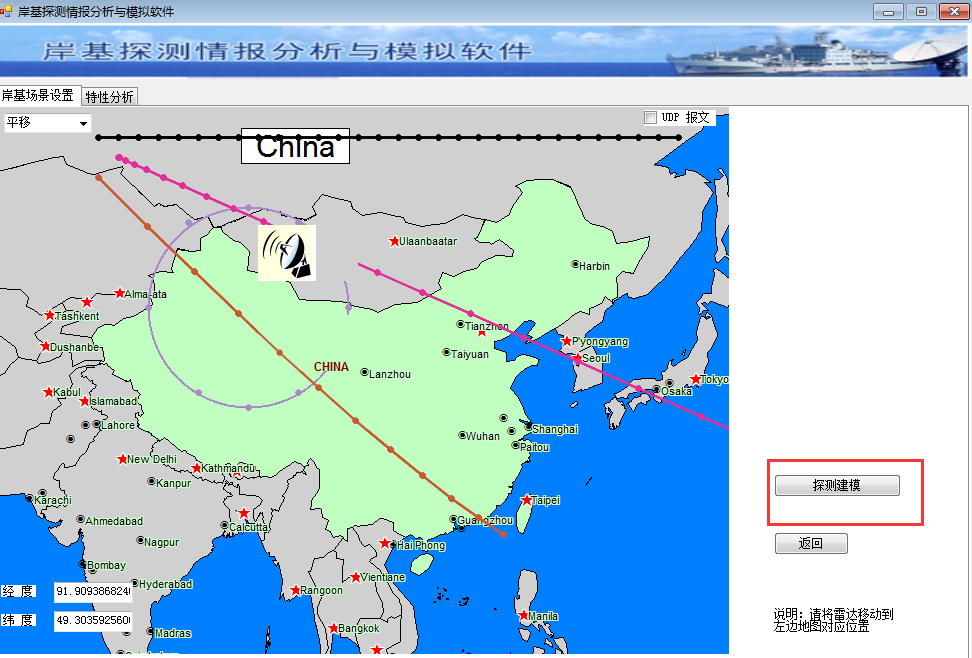 岸基探测情报分析与模拟软件
岸基探测情报分析与模拟软件
岸基场景设置 特性分析
平移
UDP 报文
China
Ulaanbaatar
Harbin
Alma-ata
Tashkent
Tianzhen
P'yongyang
Dushanbe
Taiyuan
Seoul
CHINA
Lanzhou
Tokyo
Kabul
Osaka
Islamabad
Lahore
Shanghai
Wuhan
Paitou
New Delhi
Kathmandu
Kanpur
探测建模
Karachi
Taipei
Ahmedabad
Guangzhou
Calcutta
Nagpur
Hai Phong
返回
Bombay
Vientiane
Hyderabad
Rangoon
经 度 91.909386824
纬 度 49.303592560
Manila
说明：请将雷达移动到
左边地图对应位置
Bangkok
Madras